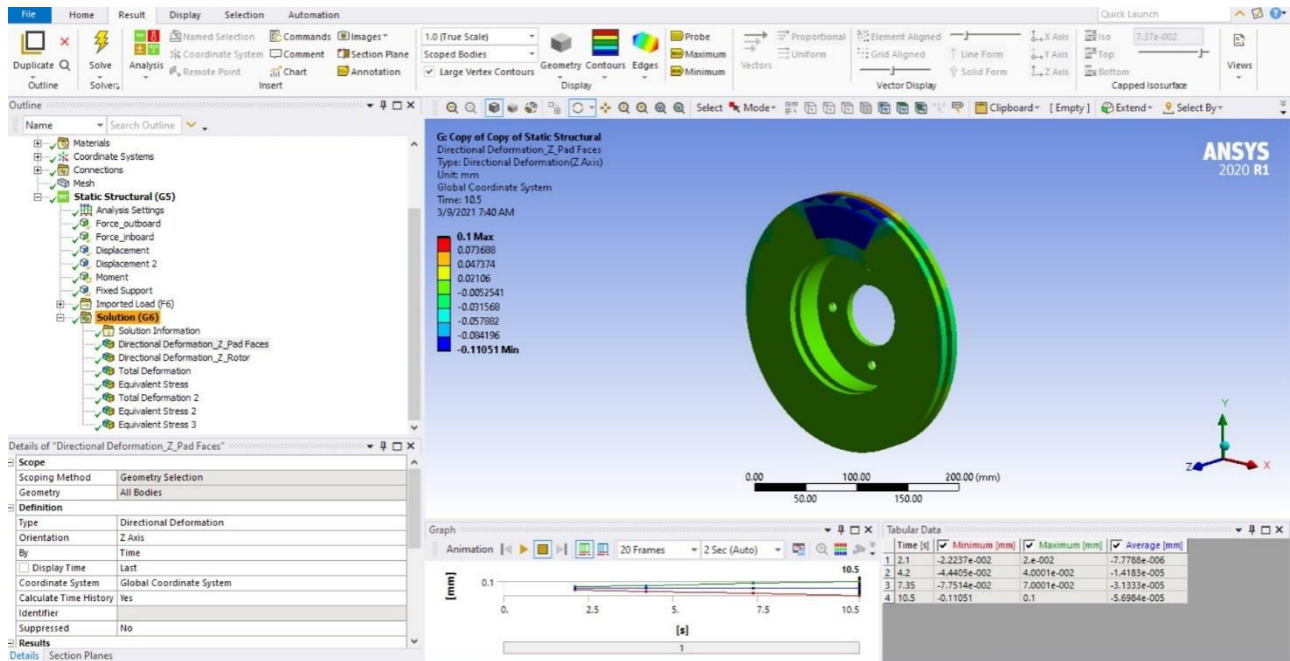 File Home Result Display Selection Automation Quick Launch
Duplicate Q
Outline
Solve
Solver
Analysis
Named Selection Commands Images
Coordinate System Comment Section Plane
Remote Point Chart Annotation
Insert
1.0 (True Scale)
Scoped Bodies
Large Vertex Contours
Geometry Contours Edges
Probe
Maximum
Minimum
Display
Vectors
Proportional
Uniform
Element Aligned
Grid Aligned
Line Form
Solid Form
X Axis
Y Axis
Z Axis
Vector Display
Iso 7.37e-002
Top
Bottom
Capped Isosurface
Views
Outline
Name Search Outline
Materials
Coordinate Systems
Connections
Mesh
Static Structural (G5)
Analysis Settings
Force_outboard
Force_inboard
Displacement
Displacement 2
Moment
Fixed Support
Imported Load (F6)
Solution (G6)
Solution Information
Directional Deformation_Z_Pad Faces
Directional Deformation_Z_Rotor
Total Deformation
Equivalent Stress
Total Deformation 2
Equivalent Stress 2
Equivalent Stress 3
Details of "Directional Deformation_Z_Pad Faces"
Scope
Scoping Method Geometry Selection
Geometry All Bodies
Definition
Type Directional Deformation
Orientation Z Axis
By Time
Display Time Last
Coordinate System Global Coordinate System
Calculate Time History Yes
Identifier
Suppressed No
Results
Details Section Planes
Select Mode Clipboard [Empty] Extend Select By
G: Copy of Copy of Static Structural
Directional Deformation_Z_Pad Faces
Type: Directional Deformation(Z Axis)
Unit: mm
Global Coordinate System
Time: 10.5
3/9/2021 7:40 AM
0.1 Max
0.073688
0.047374
0.02106
-0.0052541
-0.031568
-0.057882
-0.084196
-0.11051 Min
ANSYS
2020 R1
0.00 100.00 200.00 (mm)
50.00 150.00
Y
Z X
Graph
Animation 20 Frames 2 Sec (Auto)
10.5
[mm]
0.1
0. 2.5 5. 7.5 10.5
[s]
1
Tabular Data
Time [s] Minimum [mm] Maximum [mm] Average [mm]
1 2.1 -2.2237e-002 2.e-002 -7.7788e-006
2 4.2 -4.4405e-002 4.0001e-002 -1.4183e-005
3 7.35 -7.7514e-002 7.0001e-002 -3.1333e-005
4 10.5 -0.11051 0.1 -5.6984e-005